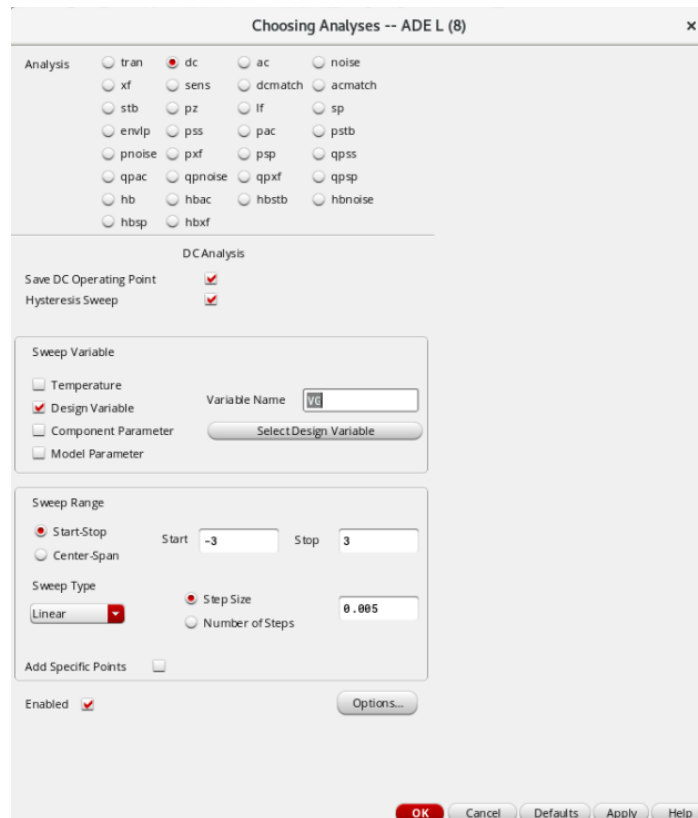 Choosing Analyses -- ADE L (8)
×
Analysis tran dc ac noise
xf sens dcmatch acmatch
stb pz lf sp
envlp pss pac pstb
pnoise pxf psp qpss
qpac qpnoise qpxf qpsp
hb hbac hbstb hbnoise
hbsp hbxf
DC Analysis
Save DC Operating Point
Hysteresis Sweep
Sweep Variable
Temperature
Design Variable Variable Name VG
Component Parameter Select Design Variable
Model Parameter
Sweep Range
Start-Stop Start -3 Stop 3
Center-Span
Sweep Type
Linear Step Size 0.005
Number of Steps
Add Specific Points
Enabled Options...
OK Cancel Defaults Apply Help